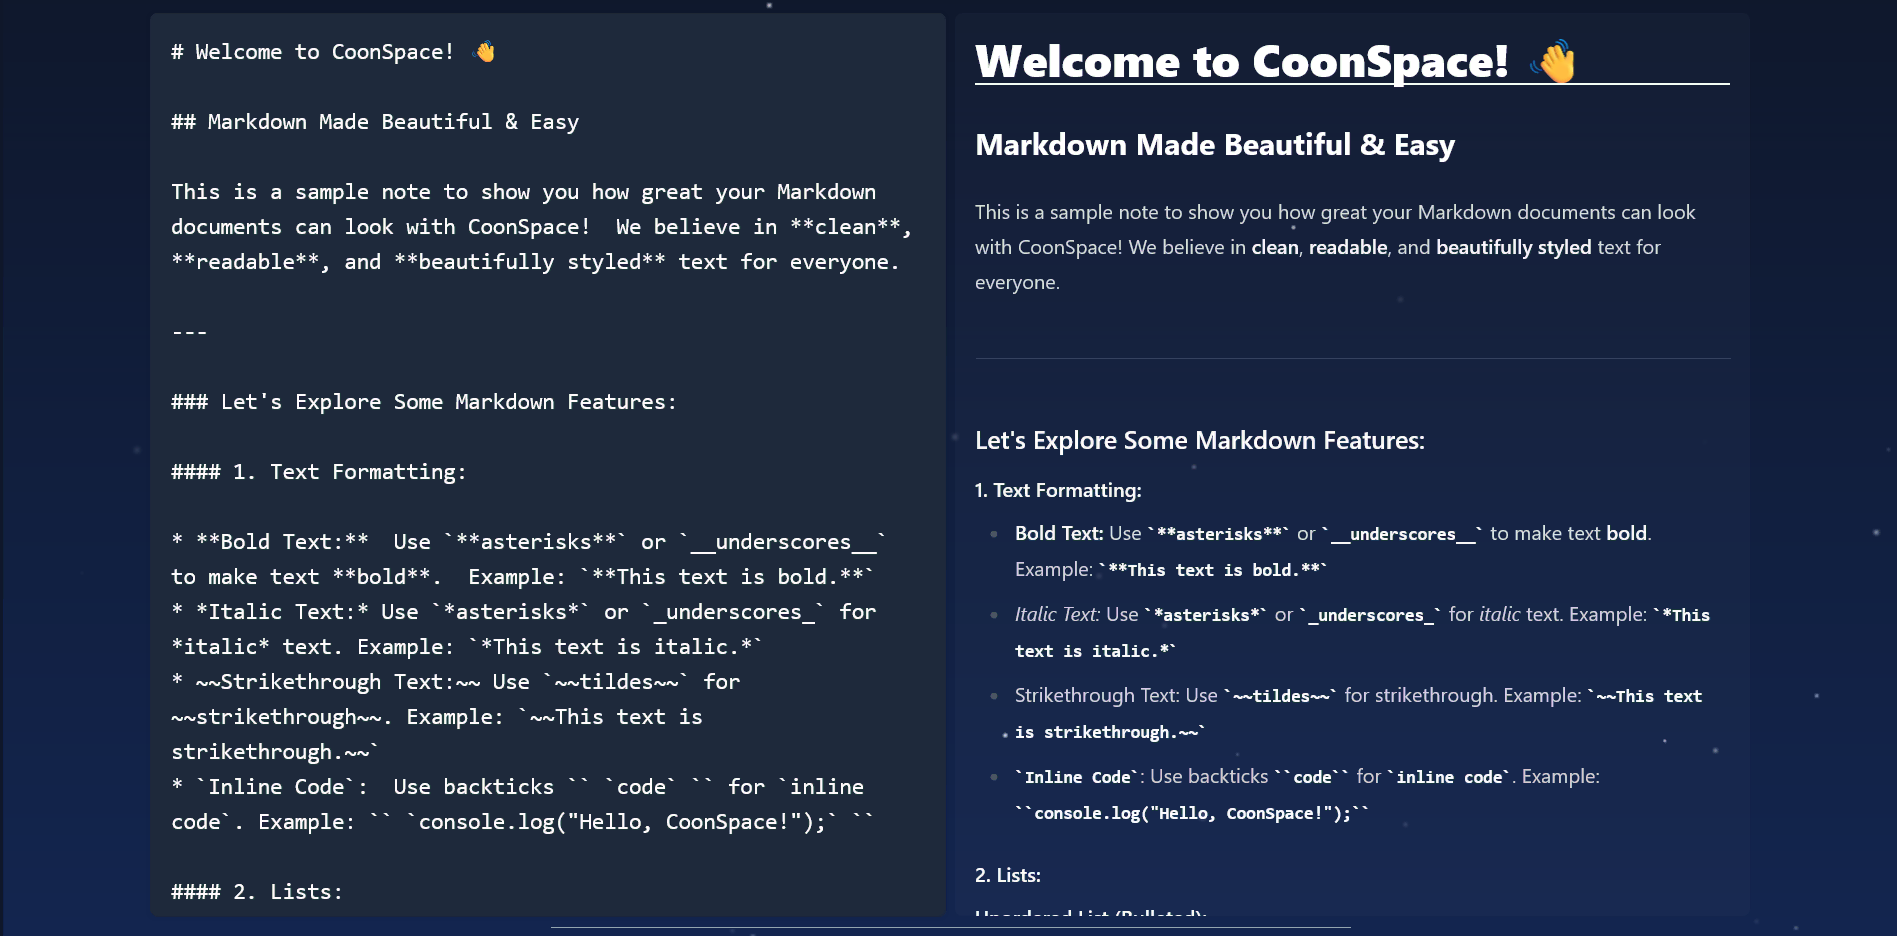 # Welcome to CoonSpace! 👋
## Markdown Made Beautiful & Easy
This is a sample note to show you how great your Markdown
documents can look with CoonSpace!  We believe in **clean**,
**readable**, and **beautifully styled** text for everyone.
---
### Let's Explore Some Markdown Features:
#### 1. Text Formatting:
* **Bold Text:**  Use `**asterisks**` or `__underscores__`
to make text **bold**.  Example: `**This text is bold.**`
* *Italic Text:* Use `*asterisks*` or `_underscores_` for
*italic* text. Example: `*This text is italic.*`
* ~~Strikethrough Text:~~ Use `~~tildes~~` for
~~strikethrough~~. Example: `~~This text is
strikethrough.~~`
* `Inline Code`:  Use backticks `` `code` `` for `inline
code`. Example: `` `console.log("Hello, CoonSpace!");` ``
#### 2. Lists:
Welcome to CoonSpace! 👋
Markdown Made Beautiful & Easy
This is a sample note to show you how great your Markdown documents can look
with CoonSpace! We believe in clean, readable, and beautifully styled text for
everyone.
Let's Explore Some Markdown Features:
1. Text Formatting:
Bold Text: Use `**asterisks**` or `__underscores__` to make text bold.
Example: `**This text is bold.**`
Italic Text: Use `*asterisks*` or `_underscores_` for italic text. Example: `*This
text is italic.*`
Strikethrough Text: Use `~~tildes~~` for strikethrough. Example: `~~This text
is strikethrough.~~`
`Inline Code`: Use backticks ``code`` for `inline code`. Example:
``console.log("Hello, CoonSpace!");``
2. Lists:
Unordered List (Bulleted):